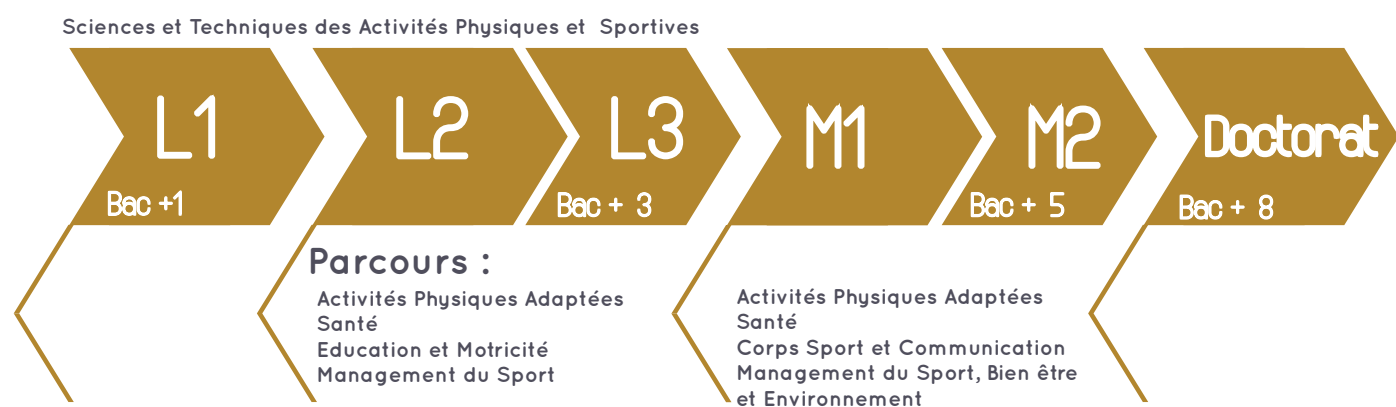 Sciences et Techniques des Activités Physiques et Sportives
L1
L2
L3
M1
M2
Doctorat
Bac +1
Bac + 3
Bac + 5
Bac + 8
Parcours :
Activités Physiques Adaptées
Santé
Education et Motricité
Management du Sport
Activités Physiques Adaptées
Santé
Corps Sport et Communication
Management du Sport, Bien être
et Environnement